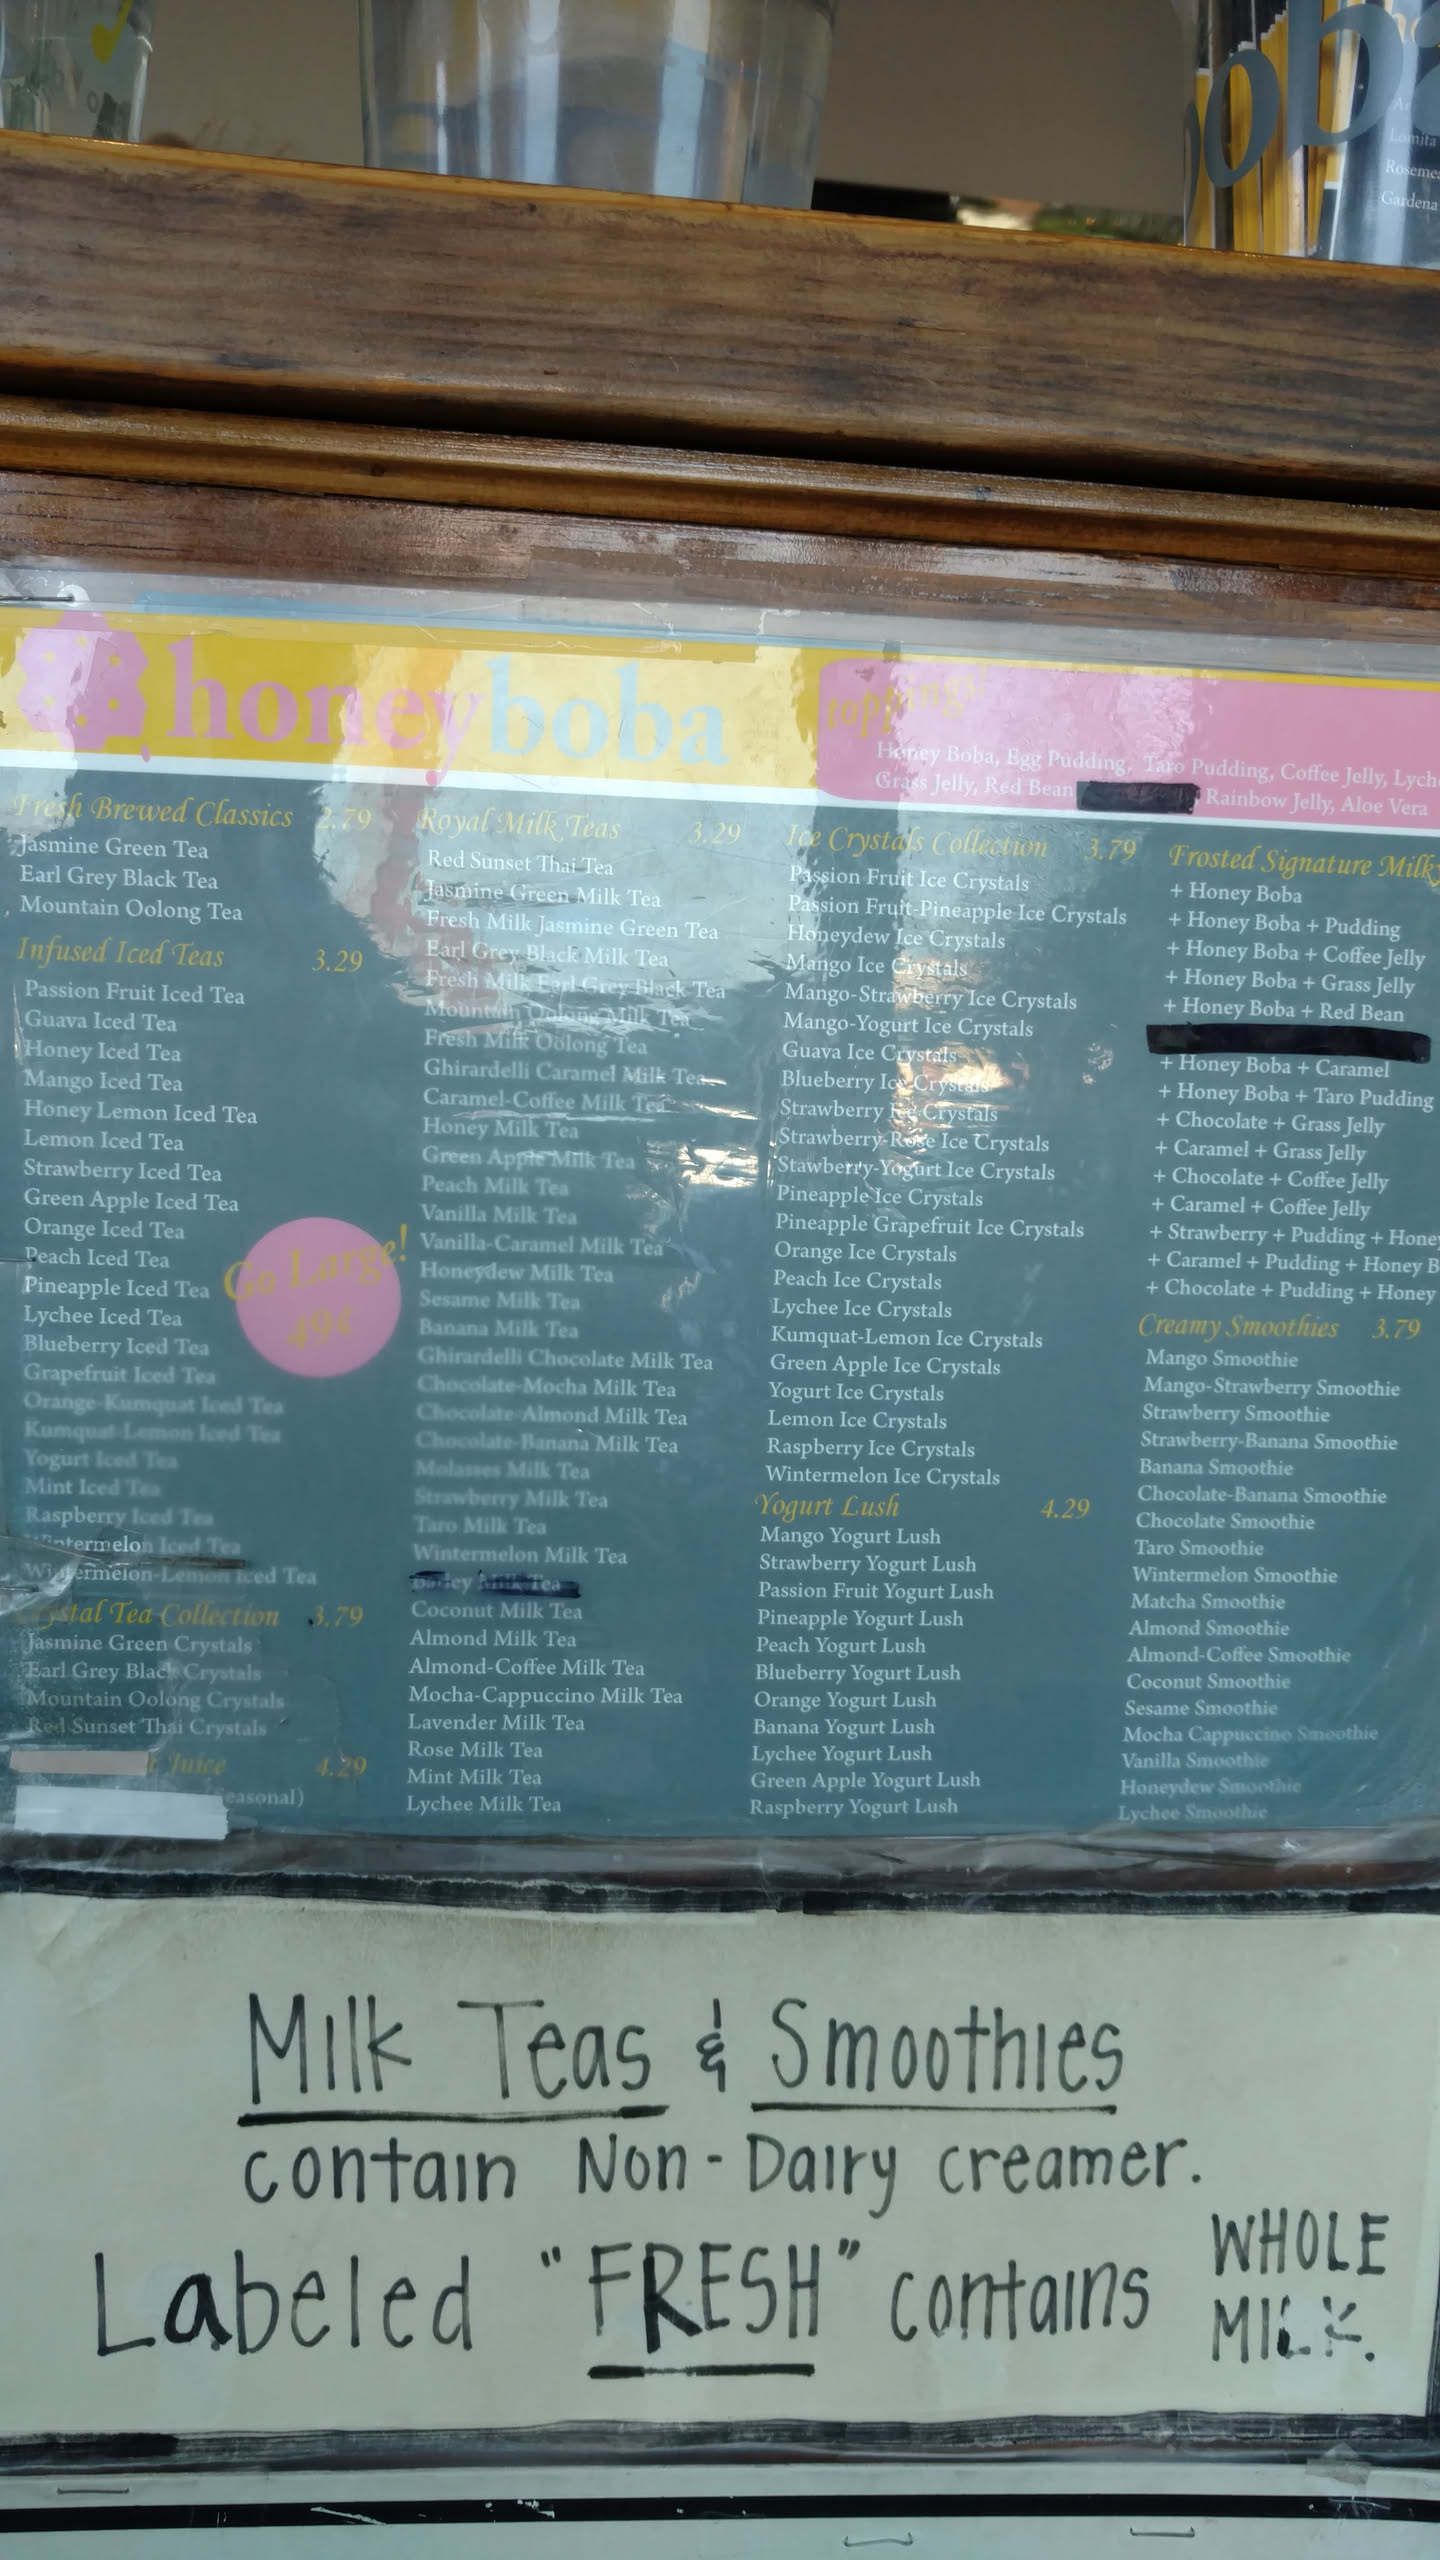 oba
Lomita
Gardena
honeyboba
toppings!
Honey Boba, Egg Pudding, Taro Pudding, Coffee Jelly,
Grass Jelly, Red Bean Rainbow Jelly, Aloe Vera
Fresh Brewed Classics 2.79
Jasmine Green Tea
Earl Grey Black Tea
Mountain Oolong Tea
Infused Iced Teas 3.29
Passion Fruit Iced Tea
Guava Iced Tea
Honey Iced Tea
Mango Iced Tea
Honey Lemon Iced Tea
Lemon Iced Tea
Strawberry Iced Tea
Green Apple Iced Tea
Orange Iced Tea
Peach Iced Tea
Pineapple Iced Tea
Lychee Iced Tea
Blueberry Iced Tea
Grapefruit Iced Tea
Orange-Kumquat Iced Tea
Kumquat-Lemon Iced Tea
Yogurt Iced Tea
Mint Iced Tea
Raspberry Iced Tea
Wintermelon Iced Tea
Wintermelon-Lemon Iced Tea
Go Large!
49¢
Crystal Tea Collection 3.79
Jasmine Green Crystals
Earl Grey Black Crystals
Mountain Oolong Crystals
Red Sunset Thai Crystals
Juice 4.29
easonal)
Royal Milk Teas 3.29
Red Sunset Thai Tea
Jasmine Green Milk Tea
Fresh Milk Jasmine Green Tea
Earl Grey Black Milk Tea
Fresh Milk Earl Grey Black Tea
Mountain Oolong Milk Tea
Fresh Milk Oolong Tea
Ghirardelli Caramel Milk Tea
Caramel-Coffee Milk Tea
Honey Milk Tea
Green Apple Milk Tea
Peach Milk Tea
Vanilla Milk Tea
Vanilla-Caramel Milk Tea
Honeydew Milk Tea
Sesame Milk Tea
Banana Milk Tea
Ghirardelli Chocolate Milk Tea
Chocolate-Mocha Milk Tea
Chocolate-Almond Milk Tea
Chocolate-Banana Milk Tea
Molasses Milk Tea
Strawberry Milk Tea
Taro Milk Tea
Wintermelon Milk Tea
Barley Milk Tea
Coconut Milk Tea
Almond Milk Tea
Almond-Coffee Milk Tea
Mocha-Cappuccino Milk Tea
Lavender Milk Tea
Rose Milk Tea
Mint Milk Tea
Lychee Milk Tea
Ice Crystals Collection 3.79
Passion Fruit Ice Crystals
Passion Fruit-Pineapple Ice Crystals
Honeydew Ice Crystals
Mango Ice Crystals
Mango-Strawberry Ice Crystals
Mango-Yogurt Ice Crystals
Guava Ice Crystals
Blueberry Ice Crystals
Strawberry Ice Crystals
Strawberry-Rose Ice Crystals
Stawberry-Yogurt Ice Crystals
Pineapple Ice Crystals
Pineapple Grapefruit Ice Crystals
Orange Ice Crystals
Peach Ice Crystals
Lychee Ice Crystals
Kumquat-Lemon Ice Crystals
Green Apple Ice Crystals
Yogurt Ice Crystals
Lemon Ice Crystals
Raspberry Ice Crystals
Wintermelon Ice Crystals
Yogurt Lush 4.29
Mango Yogurt Lush
Strawberry Yogurt Lush
Passion Fruit Yogurt Lush
Pineapple Yogurt Lush
Peach Yogurt Lush
Blueberry Yogurt Lush
Orange Yogurt Lush
Banana Yogurt Lush
Lychee Yogurt Lush
Green Apple Yogurt Lush
Raspberry Yogurt Lush
Frosted Signature Milky
+ Honey Boba
+ Honey Boba + Pudding
+ Honey Boba + Coffee Jelly
+ Honey Boba + Grass Jelly
+ Honey Boba + Red Bean
+ Honey Boba + Caramel
+ Honey Boba + Taro Pudding
+ Chocolate + Grass Jelly
+ Caramel + Grass Jelly
+ Chocolate + Coffee Jelly
+ Caramel + Coffee Jelly
+ Strawberry + Pudding + Honey
+ Caramel + Pudding + Honey B
+ Chocolate + Pudding + Honey
Creamy Smoothies 3.79
Mango Smoothie
Mango-Strawberry Smoothie
Strawberry Smoothie
Strawberry-Banana Smoothie
Banana Smoothie
Chocolate-Banana Smoothie
Chocolate Smoothie
Taro Smoothie
Wintermelon Smoothie
Matcha Smoothie
Almond Smoothie
Almond-Coffee Smoothie
Coconut Smoothie
Sesame Smoothie
Mocha Cappuccino Smoothie
Vanilla Smoothie
Honeydew Smoothie
Lychee Smoothie
Milk Teas & Smoothies
contain Non-Dairy creamer.
Labeled "FRESH" contains WHOLE
MILK.